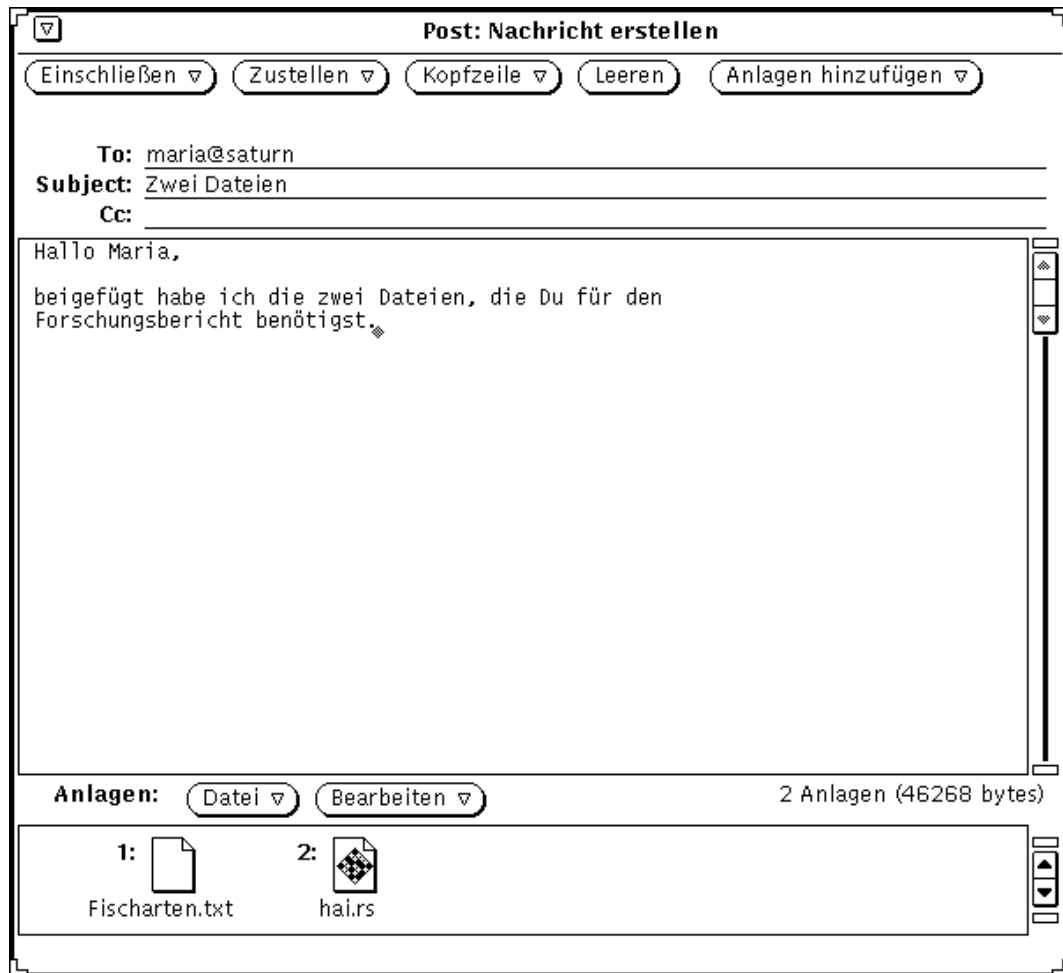 Post: Nachricht erstellen
Einschließen Zustellen Kopfzeile Leeren Anlagen hinzufügen
To: maria@saturn
Subject: Zwei Dateien
Cc:
Hallo Maria,
beigefügt habe ich die zwei Dateien, die Du für den
Forschungsbericht benötigst.
Anlagen: Datei Bearbeiten 2 Anlagen (46268 bytes)
1: 2:
Fischarten.txt hai.rs